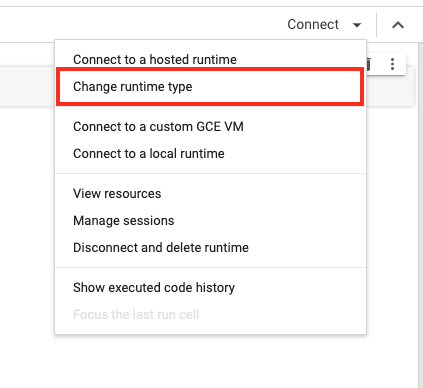 Connect
Connect to a hosted runtime
Change runtime type
Connect to a custom GCE VM
Connect to a local runtime
View resources
Manage sessions
Disconnect and delete runtime
Show executed code history
Focus the last run cell